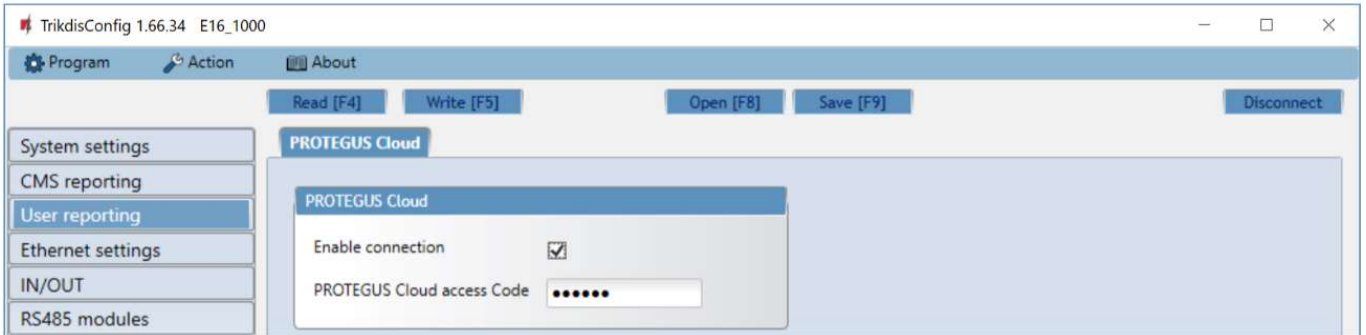 TrikdisConfig 1.66.34 E16_1000
Program Action About
Read [F4] Write [F5] Open [F8] Save [F9] Disconnect
System settings
CMS reporting
User reporting
Ethernet settings
IN/OUT
RS485 modules
PROTEGUS Cloud
PROTEGUS Cloud
Enable connection
PROTEGUS Cloud access Code ••••••